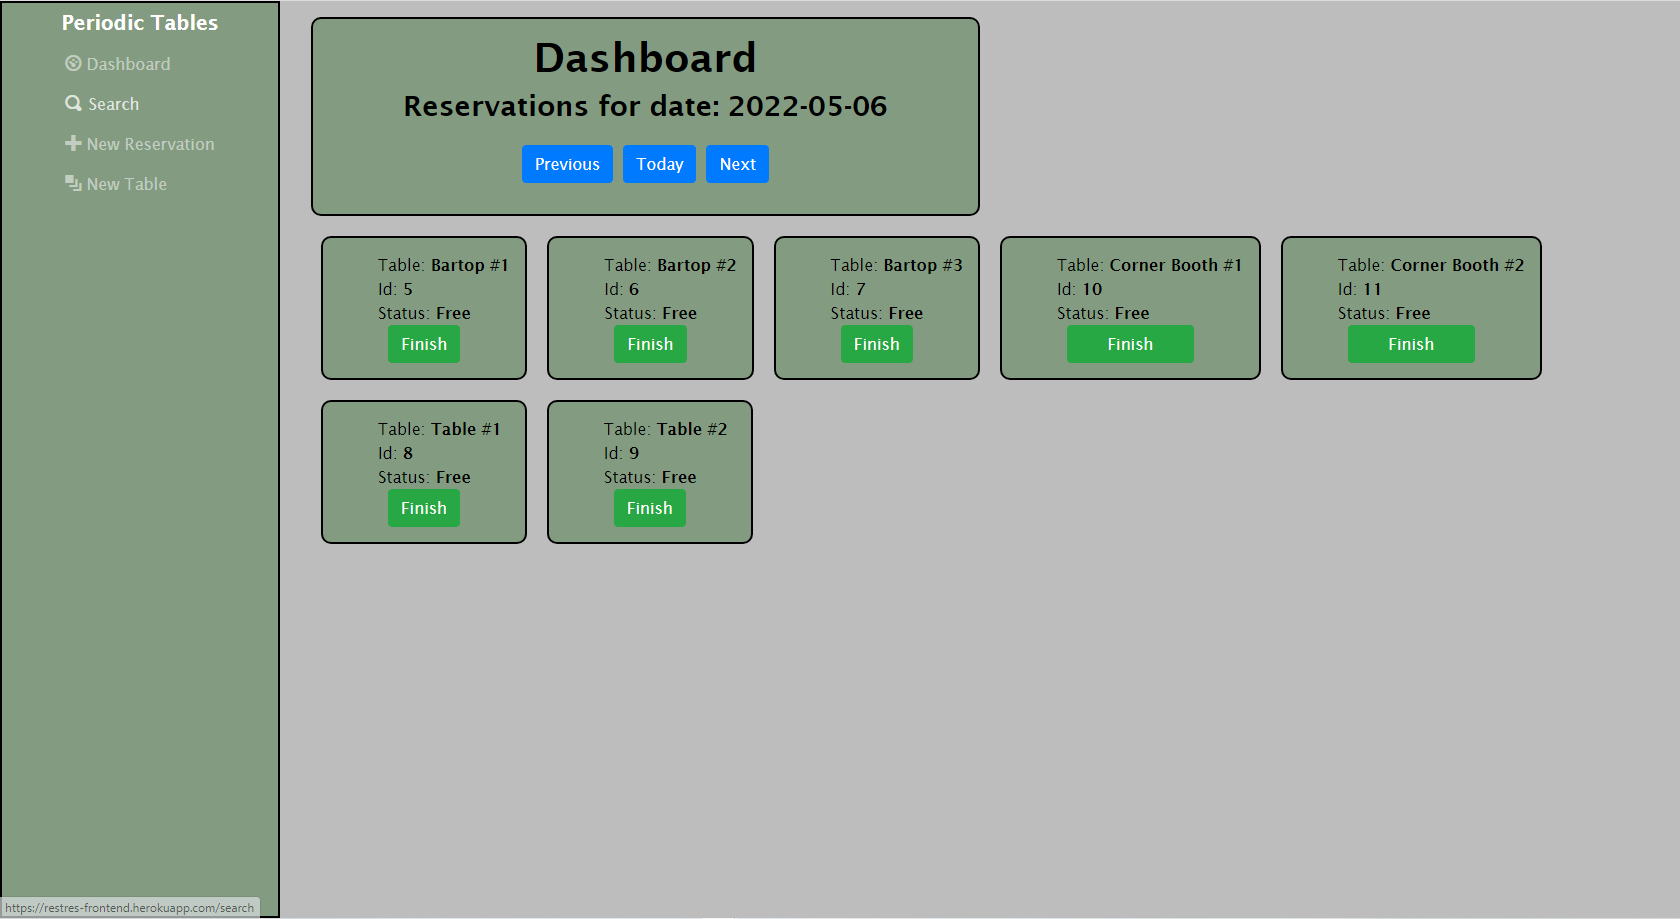 Periodic Tables
Dashboard
Search
New Reservation
New Table
Dashboard
Reservations for date: 2022-05-06
Previous Today Next
Table: Bartop #1
Id: 5
Status: Free
Finish
Table: Bartop #2
Id: 6
Status: Free
Finish
Table: Bartop #3
Id: 7
Status: Free
Finish
Table: Corner Booth #1
Id: 10
Status: Free
Finish
Table: Corner Booth #2
Id: 11
Status: Free
Finish
Table: Table #1
Id: 8
Status: Free
Finish
Table: Table #2
Id: 9
Status: Free
Finish
https://restres-frontend.herokuapp.com/search